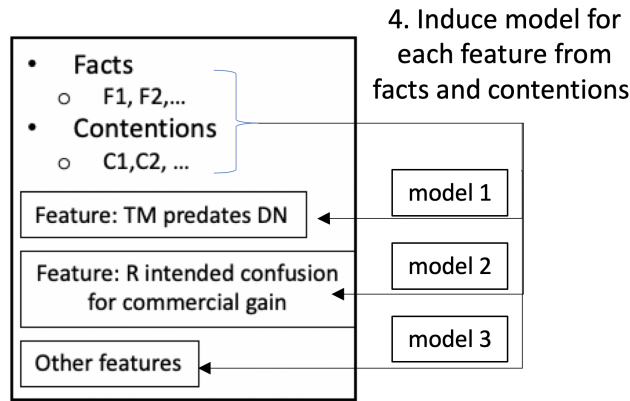 4. Induce model for
each feature from
facts and contentions
• Facts
o F1, F2,...
• Contentions
o C1,C2, ...
Feature: TM predates DN
Feature: R intended confusion
for commercial gain
Other features
model 1
model 2
model 3